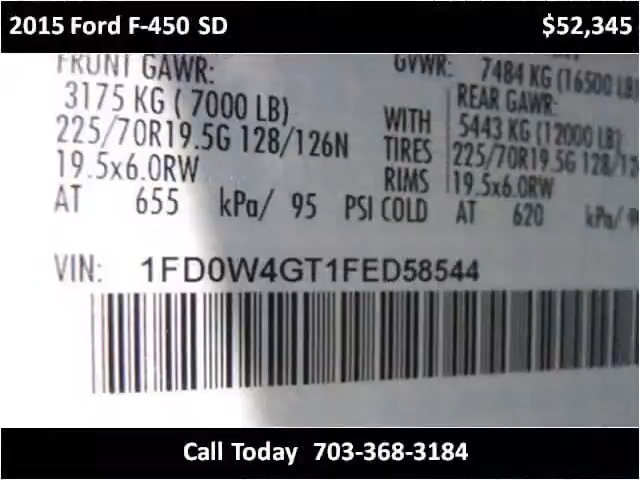 2015 Ford F-450 SD $52,345
FRONT GAWR: GVWR: 7484 KG (16500 LB)
3175 KG ( 7000 LB) WITH REAR GAWR:
5443 KG (12000 LB)
225/70R19.5G 128/126N TIRES 225/70R19.5G 128/12
19.5x6.0RW RIMS 19.5x6.0RW
AT 655 kPa/ 95 PSI COLD AT 620 kPa/
VIN: 1FD0W4GT1FED58544
Call Today 703-368-3184